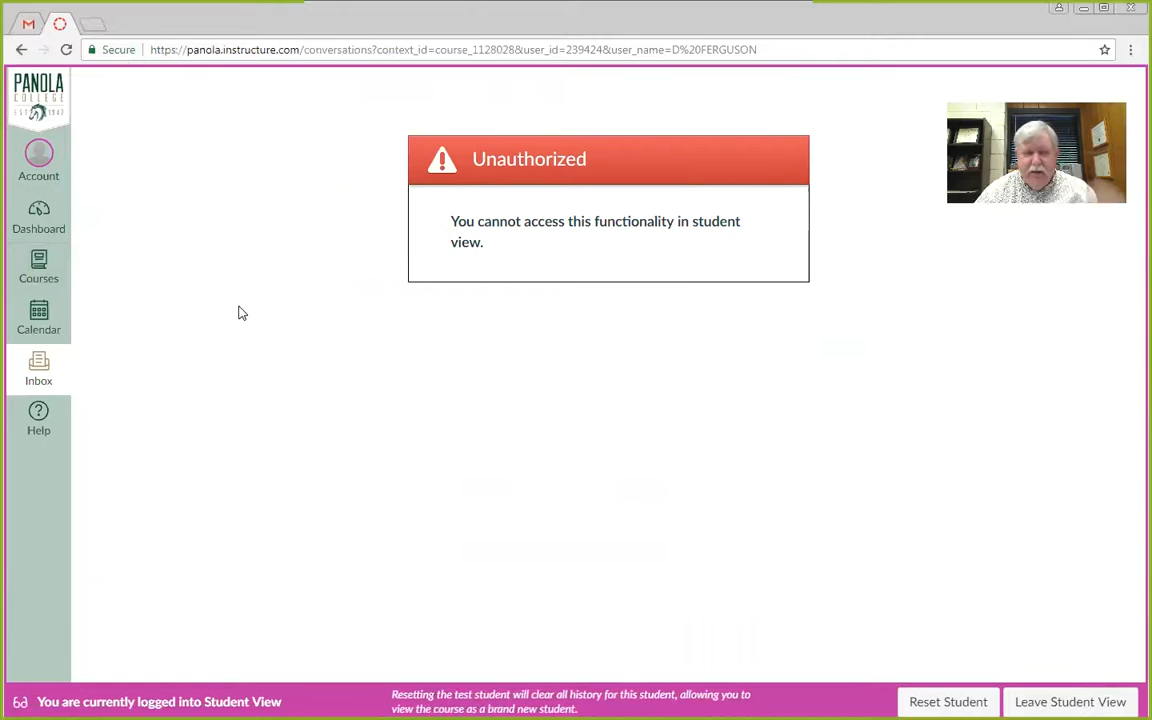 Secure
https://panola.instructure.com/conversations?context_id=course_1128028&user_id=239424&user_name=D%20FERGUSON
PANOLA
COLLEGE
EST 1947
Account
Dashboard
Courses
Calendar
Inbox
Help
Unauthorized
You cannot access this functionality in student
view.
You are currently logged into Student View
Resetting the test student will clear all history for this student, allowing you to
view the course as a brand new student.
Reset Student
Leave Student View